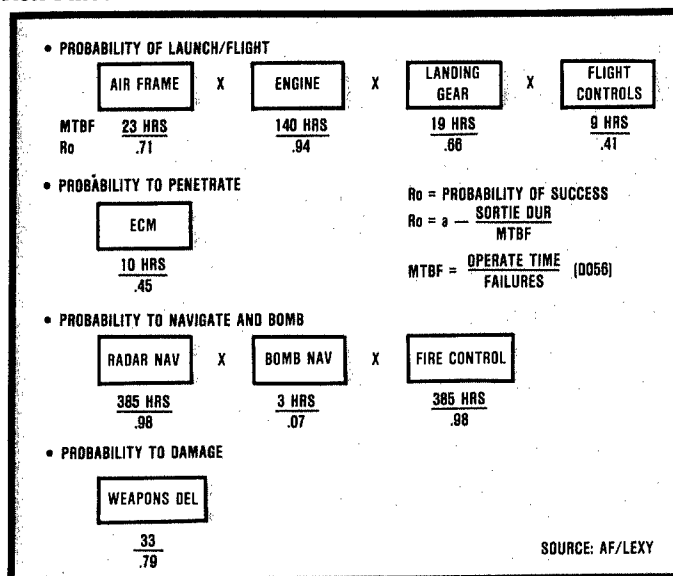 • PROBABILITY OF LAUNCH/FLIGHT
AIR FRAME X ENGINE X LANDING GEAR X FLIGHT CONTROLS
MTBF 23 HRS 140 HRS 19 HRS 9 HRS
Ro .71 .94 .66 .41
• PROBABILITY TO PENETRATE
ECM
10 HRS
.45
Ro = PROBABILITY OF SUCCESS
Ro = a — SORTIE DUR
MTBF
MTBF = OPERATE TIME
FAILURES (D056)
• PROBABILITY TO NAVIGATE AND BOMB
RADAR NAV X BOMB NAV X FIRE CONTROL
385 HRS 3 HRS 385 HRS
.98 .07 .98
• PROBABILITY TO DAMAGE
WEAPONS DEL
33
.79
SOURCE: AF/LEXY